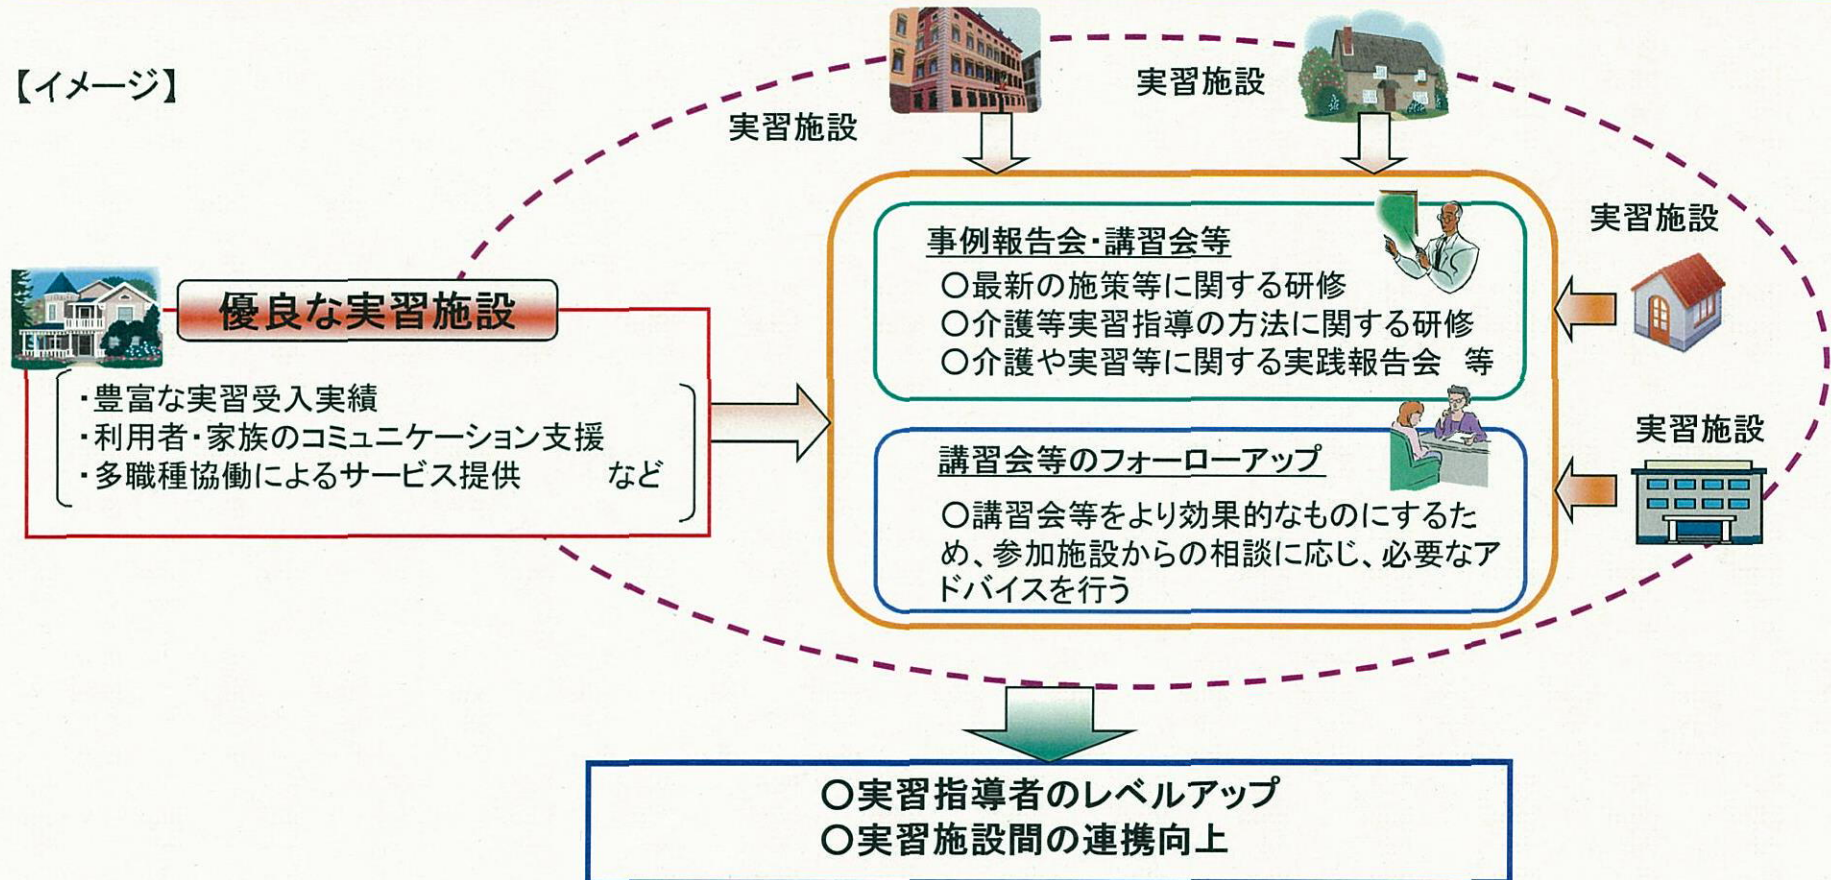 【イメージ】
実習施設
実習施設
実習施設
実習施設
優良な実習施設
・豊富な実習受入実績
・利用者・家族のコミュニケーション支援
・多職種協働によるサービス提供　　　など
事例報告会・講習会等
○最新の施策等に関する研修
○介護等実習指導の方法に関する研修
○介護や実習等に関する実践報告会　等
講習会等のフォーローアップ
○講習会等をより効果的なものにするた
め、参加施設からの相談に応じ、必要なア
ドバイスを行う
○実習指導者のレベルアップ
○実習施設間の連携向上